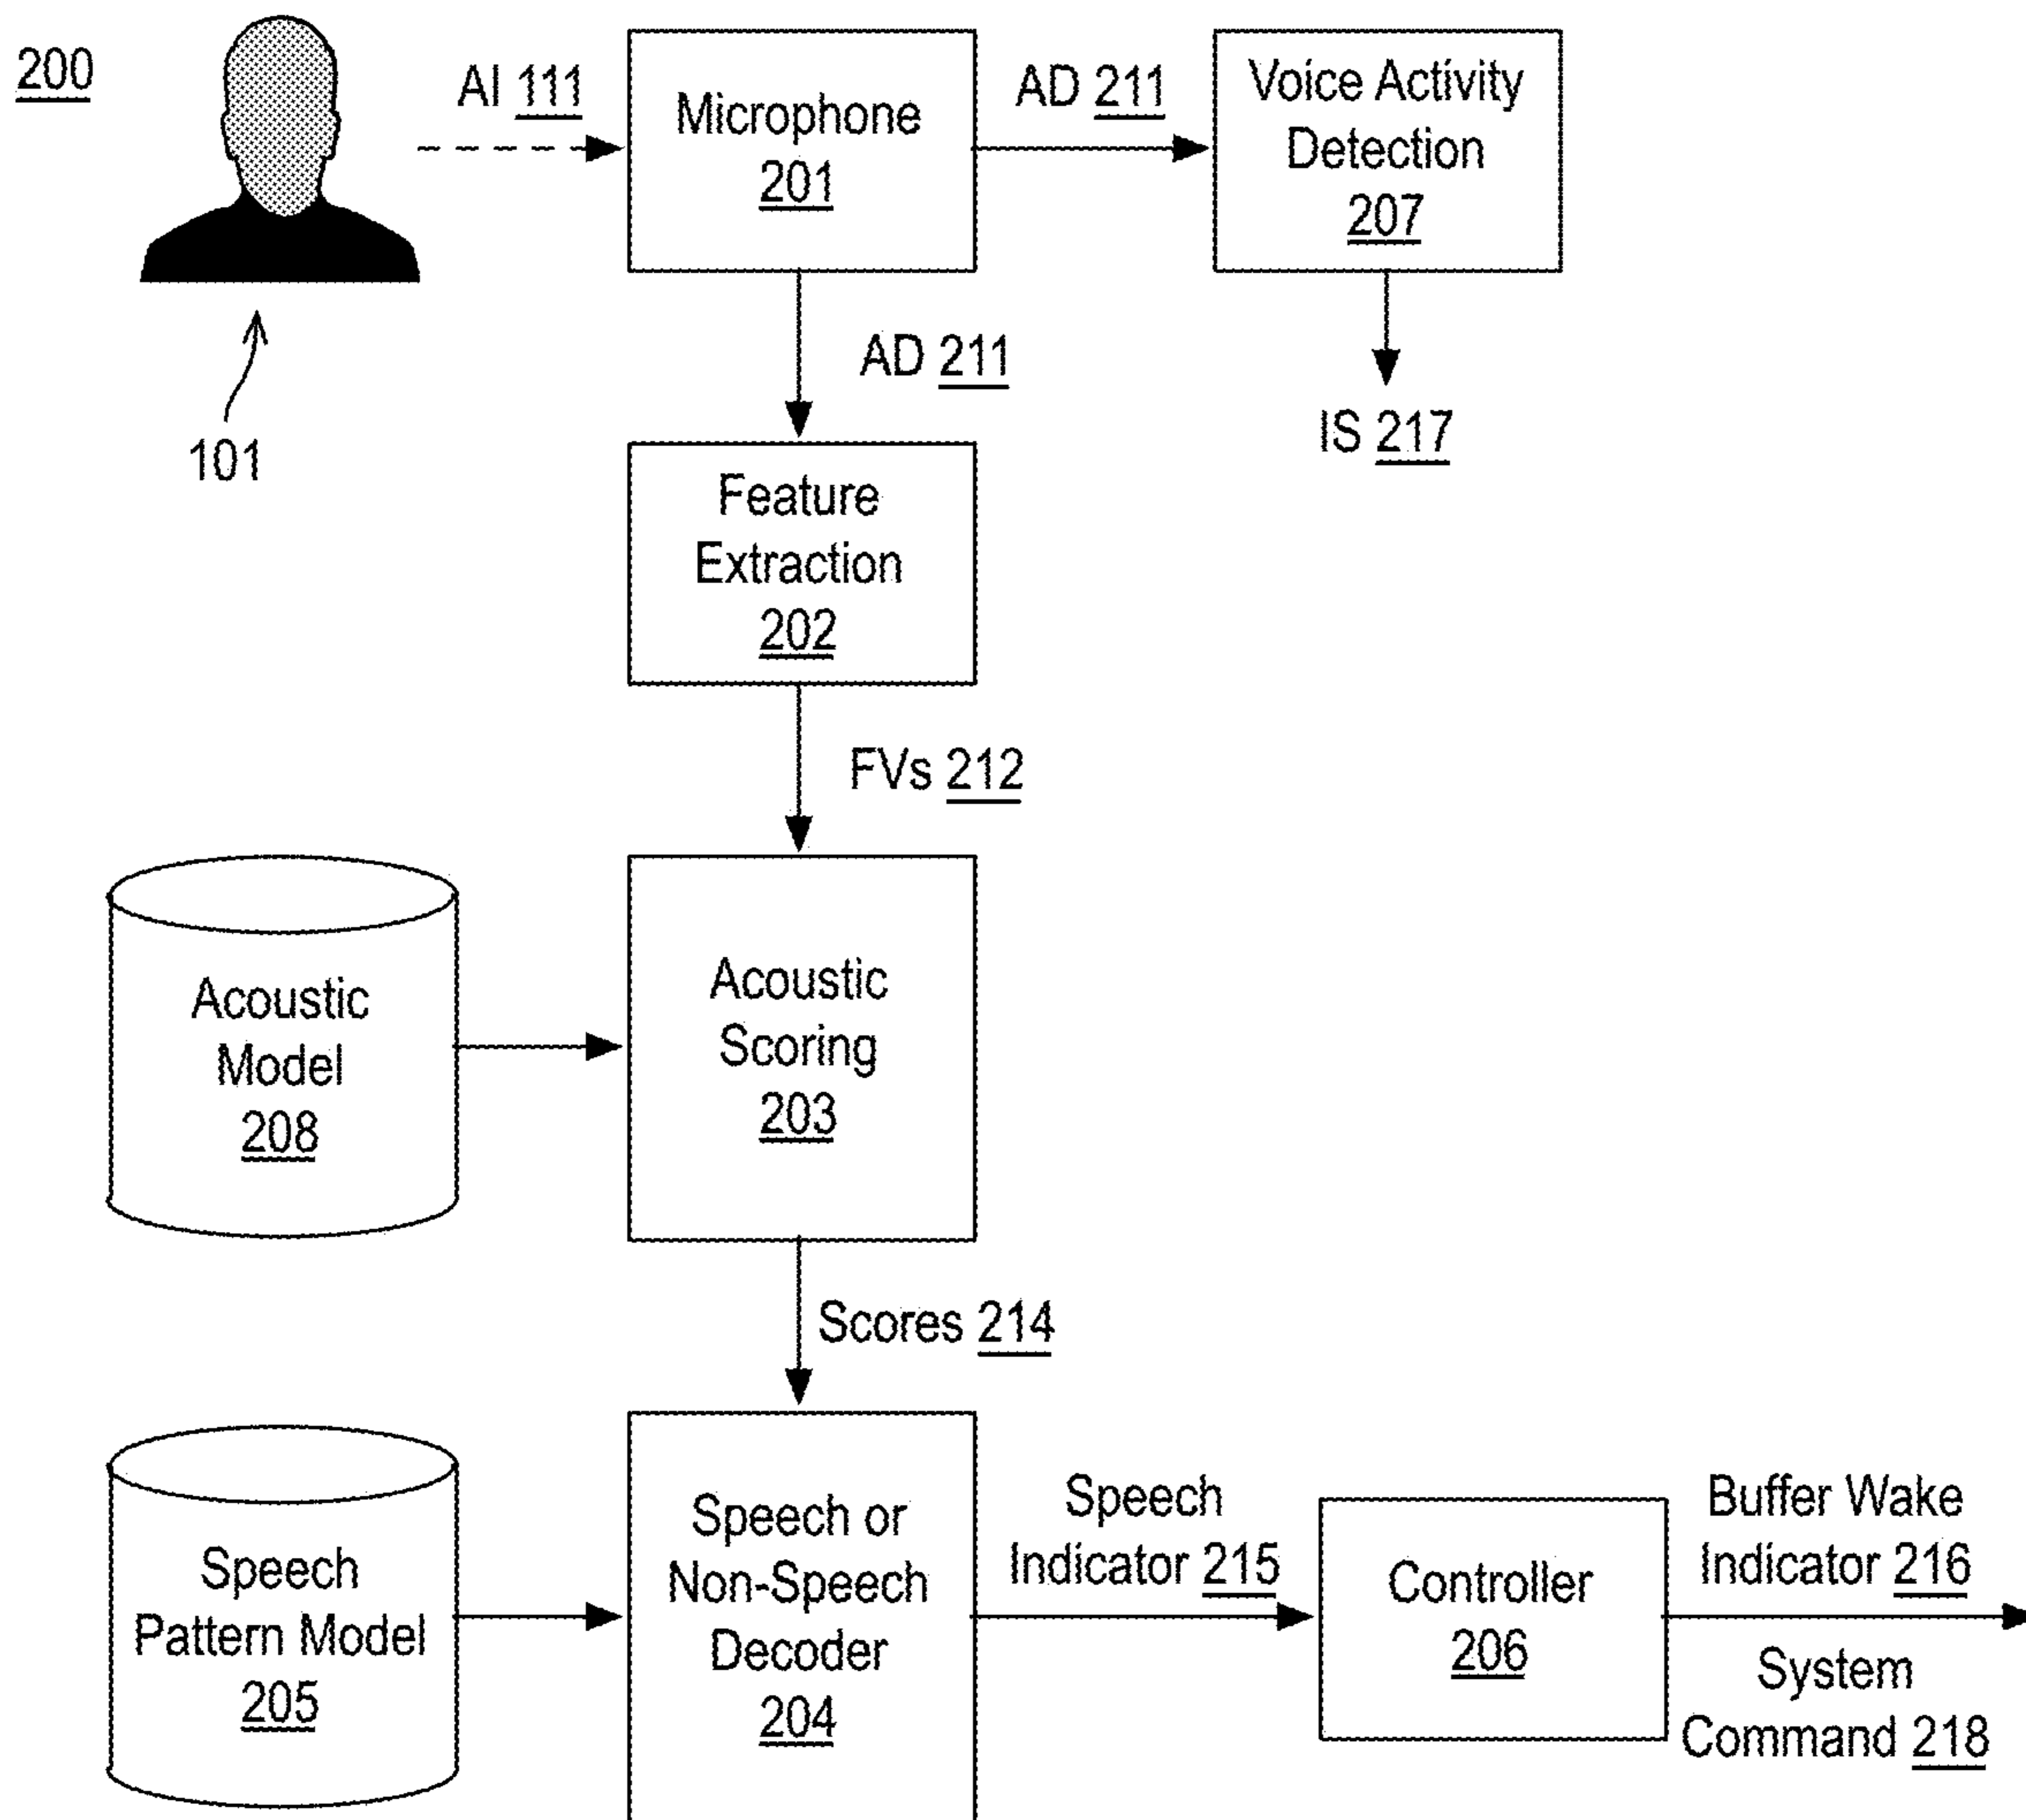 200
AI 111
Microphone
201
AD 211
Voice Activity
Detection
207
101
AD 211
IS 217
Feature
Extraction
202
FVs 212
Acoustic
Model
208
Acoustic
Scoring
203
Scores 214
Speech
Pattern Model
205
Speech or
Non-Speech
Decoder
204
Speech
Indicator 215
Controller
206
Buffer Wake
Indicator 216
System
Command 218